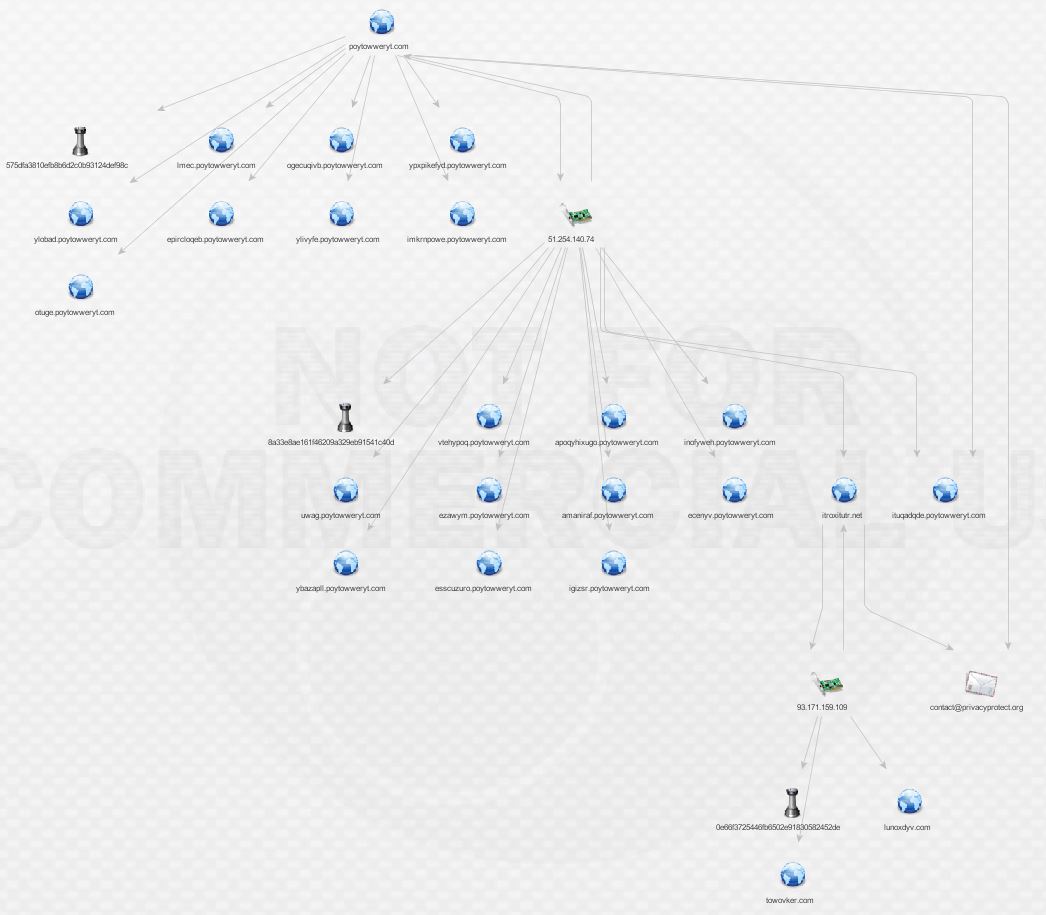 poytowweryt.com
575dfa3810efb8b6d2c0b93124def98c
lmec.poytowweryt.com
ogecuqivb.poytowweryt.com
ypxpikefyd.poytowweryt.com
ylobad.poytowweryt.com
epircloqeb.poytowweryt.com
ylivyfe.poytowweryt.com
imkrnpowe.poytowweryt.com
51.254.140.74
otuge.poytowweryt.com
NOT FOR
8a33e8ae161f46209a329eb91541c40d
vtehypoq.poytowweryt.com
apoqyhixugo.poytowweryt.com
inofyweh.poytowweryt.com
COMMERCIAL U
uwag.poytowweryt.com
ezawym.poytowweryt.com
amaniraf.poytowweryt.com
ecenyv.poytowweryt.com
itroxitutr.net
ituqadqde.poytowweryt.com
ybazapll.poytowweryt.com
esscuzuro.poytowweryt.com
igizsr.poytowweryt.com
93.171.159.109
contact@privacyprotect.org
0e66f3725446fb6502e91830582452de
lunoxdyv.com
towovker.com